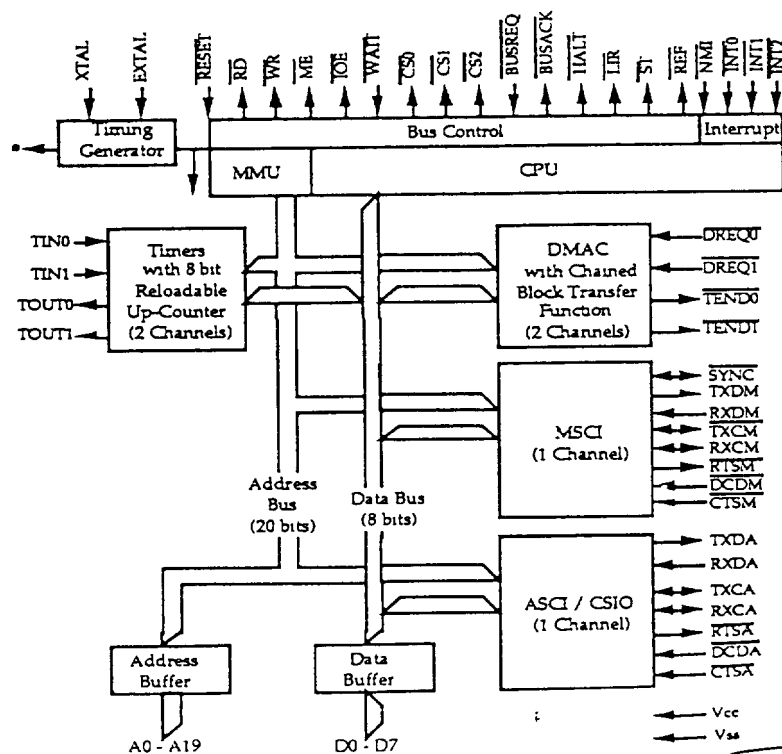 XTAL
EXTAL
RESET
RD
WR
ME
IOE
WAIT
CS0
CS1
CS2
BUSREQ
BUSACK
HALT
LIR
ST
REF
NMI
INT0
INT1
INT2
Timing
Generator
Bus Control
Interrupt
MMU
CPU
TIN0
TIN1
TOUT0
TOUT1
Timers
with 8 bit
Reloadable
Up-Counter
(2 Channels)
DMAC
with Chained
Block Transfer
Function
(2 Channels)
DREQ0
DREQ1
TEND0
TEND1
MSCI
(1 Channel)
SYNC
TXDM
RXDM
TXCM
RXCM
RTSM
DCDM
CTSM
Address
Bus
(20 bits)
Data Bus
(8 bits)
ASCI / CSIO
(1 Channel)
TXDA
RXDA
TXCA
RXCA
RTSA
DCDA
CTSA
Address
Buffer
Data
Buffer
A0 - A19
D0 - D7
Vcc
Vss